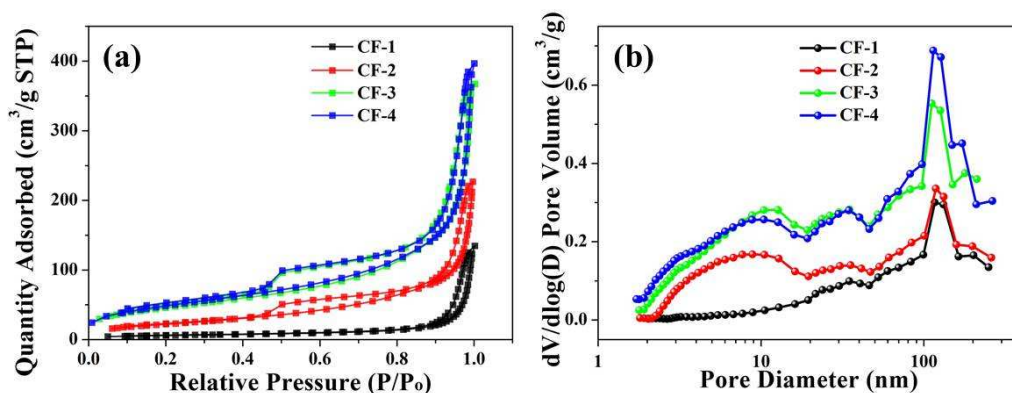 (a)
CF-1
CF-2
CF-3
CF-4
Quantity Adsorbed (cm³/g STP)
400
300
200
100
0
0.0 0.2 0.4 0.6 0.8 1.0
Relative Pressure (P/P₀)
(b)
CF-1
CF-2
CF-3
CF-4
dV/dlog(D) Pore Volume (cm³/g)
0.6
0.4
0.2
0.0
1 10 100
Pore Diameter (nm)